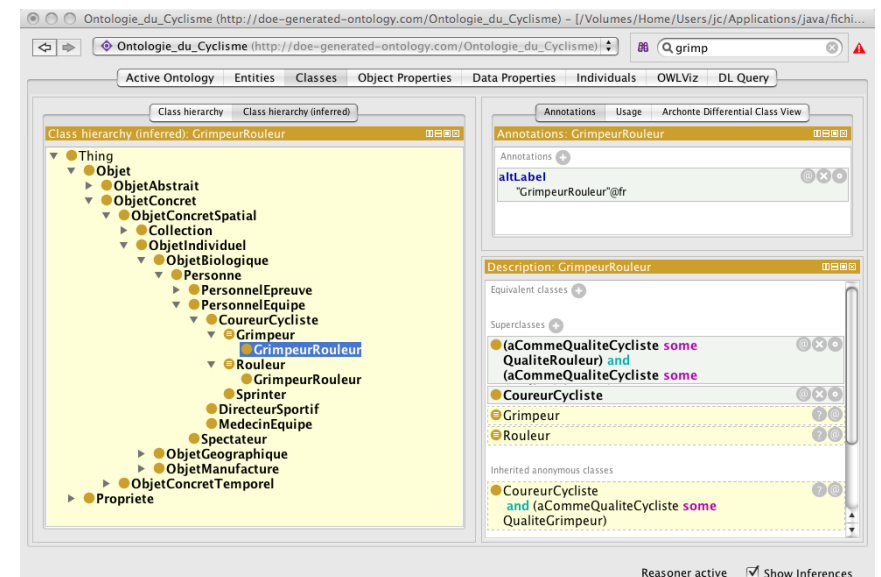 Ontologie_du_Cyclisme (http://doe-generated-ontology.com/Ontologie_du_Cyclisme) – [/Volumes/Home/Users/jc/Applications/java/fichi...
Ontologie_du_Cyclisme (http://doe-generated-ontology.com/Ontologie_du_Cyclisme)
grimp
Active Ontology Entities Classes Object Properties Data Properties Individuals OWLViz DL Query
Class hierarchy Class hierarchy (inferred)
Class hierarchy (inferred): GrimpeurRouleur
Thing
Objet
ObjetAbstrait
ObjetConcret
ObjetConcretSpatial
Collection
ObjetIndividuel
ObjetBiologique
Personne
PersonnelEpreuve
PersonnelEquipe
CoureurCycliste
Grimpeur
GrimpeurRouleur
Rouleur
GrimpeurRouleur
Sprinter
DirecteurSportif
MedecinEquipe
Spectateur
ObjetGeographique
ObjetManufacture
ObjetConcretTemporel
Propriete
Annotations Usage Archonte Differential Class View
Annotations: GrimpeurRouleur
Annotations
altLabel
"GrimpeurRouleur"@fr
Description: GrimpeurRouleur
Equivalent classes
Superclasses
(aCommeQualiteCycliste some
QualiteRouleur) and
(aCommeQualiteCycliste some
CoureurCycliste
Grimpeur
Rouleur
Inherited anonymous classes
CoureurCycliste
and (aCommeQualiteCycliste some
QualiteGrimpeur)
Reasoner active Show Inferences